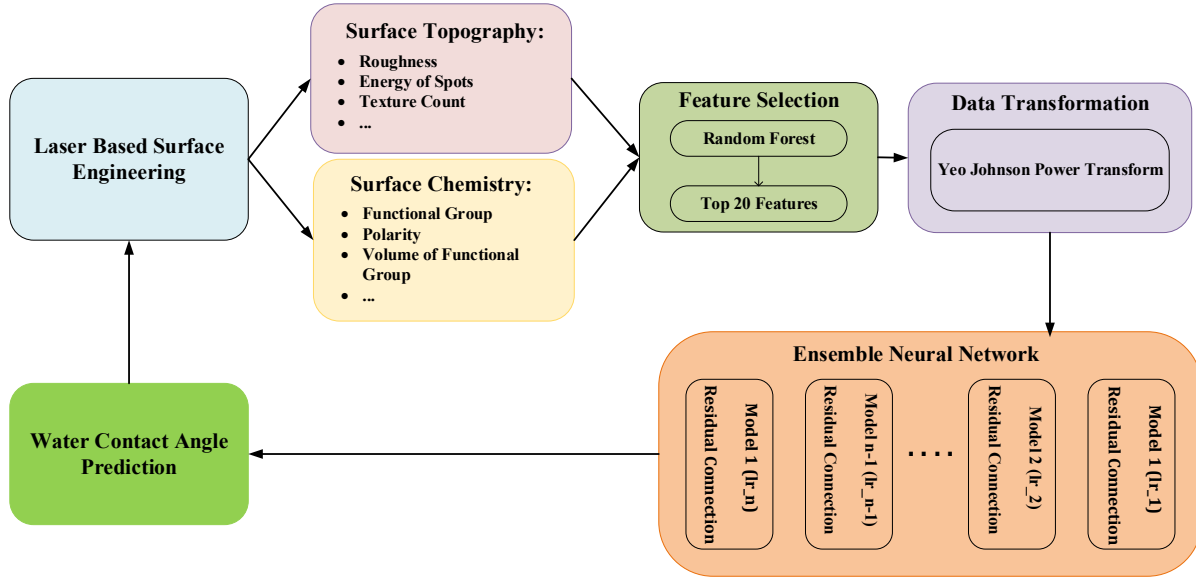 Laser Based Surface
Engineering
Surface Topography:
• Roughness
• Energy of Spots
• Texture Count
• ...
Surface Chemistry:
• Functional Group
• Polarity
• Volume of Functional
Group
• ...
Feature Selection
Random Forest
Top 20 Features
Data Transformation
Yeo Johnson Power Transform
Ensemble Neural Network
Model 1 (lr_n)
Residual Connection
Model n-1 (lr_n-1)
Residual Connection
....
Model 2 (lr_2)
Residual Connection
Model 1 (lr_1)
Residual Connection
Water Contact Angle
Prediction